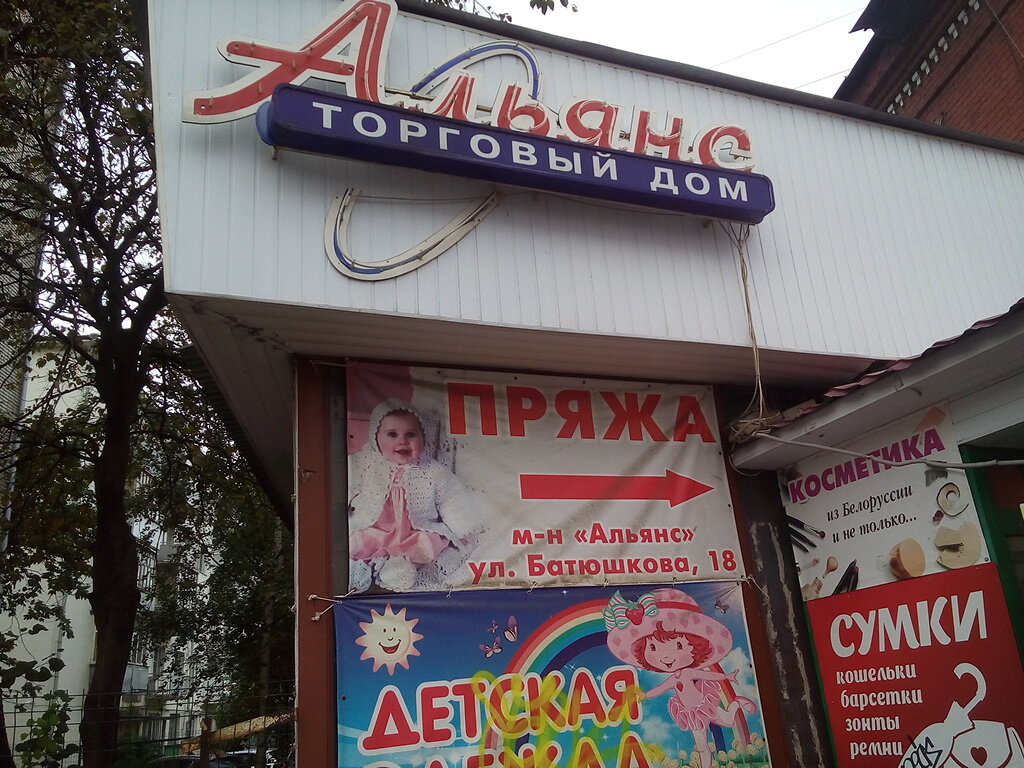 Альянс
ТОРГОВЫЙ ДОМ
ПРЯЖА
м-н «Альянс»
ул. Батюшкова, 18
ДЕТСКАЯ
КОСМЕТИКА
из Белоруссии
и не только...
СУМКИ
кошельки
барсетки
зонты
ремни